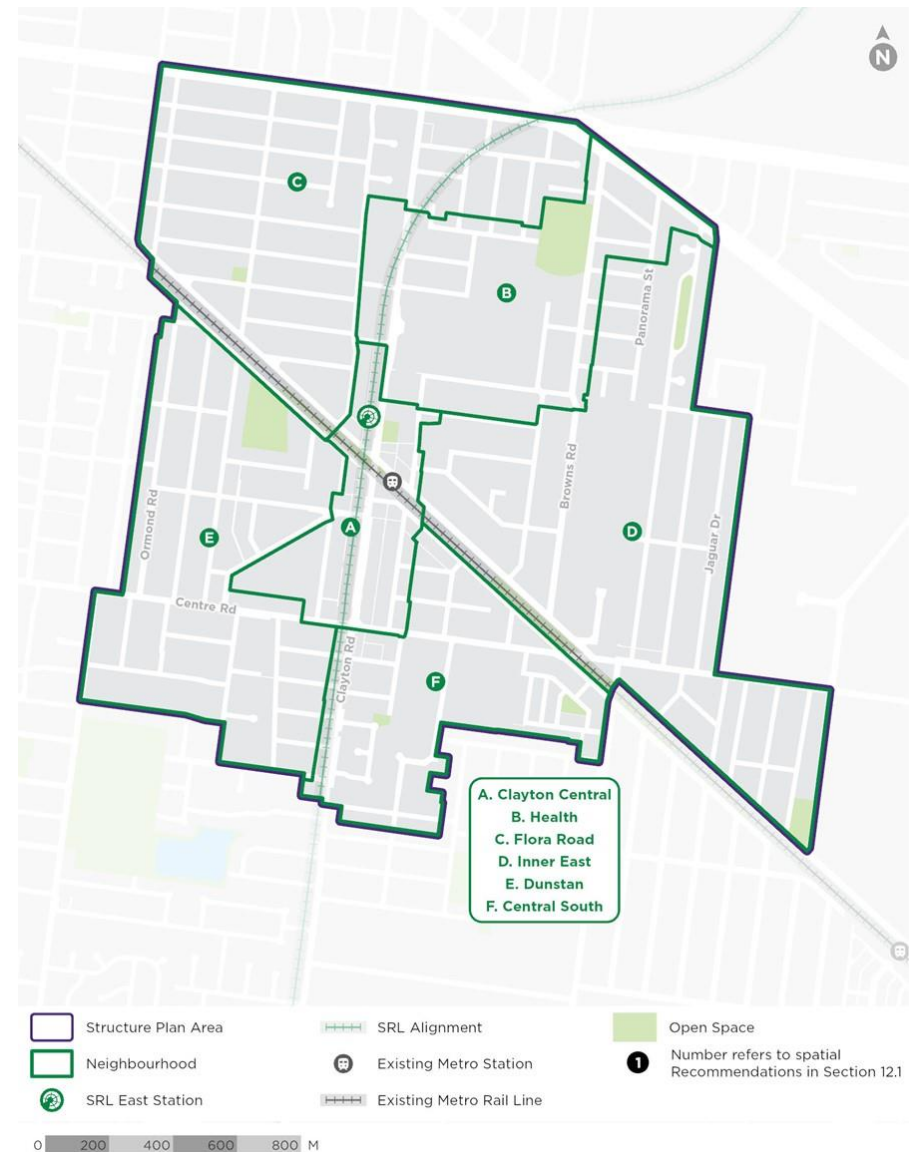 N
C
B
Panorama St
Ormond Rd
Browns Rd
A
D
E
Jaguar Dr
Centre Rd
Clayton Rd
F
A. Clayton Central
B. Health
C. Flora Road
D. Inner East
E. Dunstan
F. Central South
Structure Plan Area
SRL Alignment
Open Space
Neighbourhood
Existing Metro Station
1
Number refers to spatial
Recommendations in Section 12.1
SRL East Station
Existing Metro Rail Line
0 200 400 600 800 M